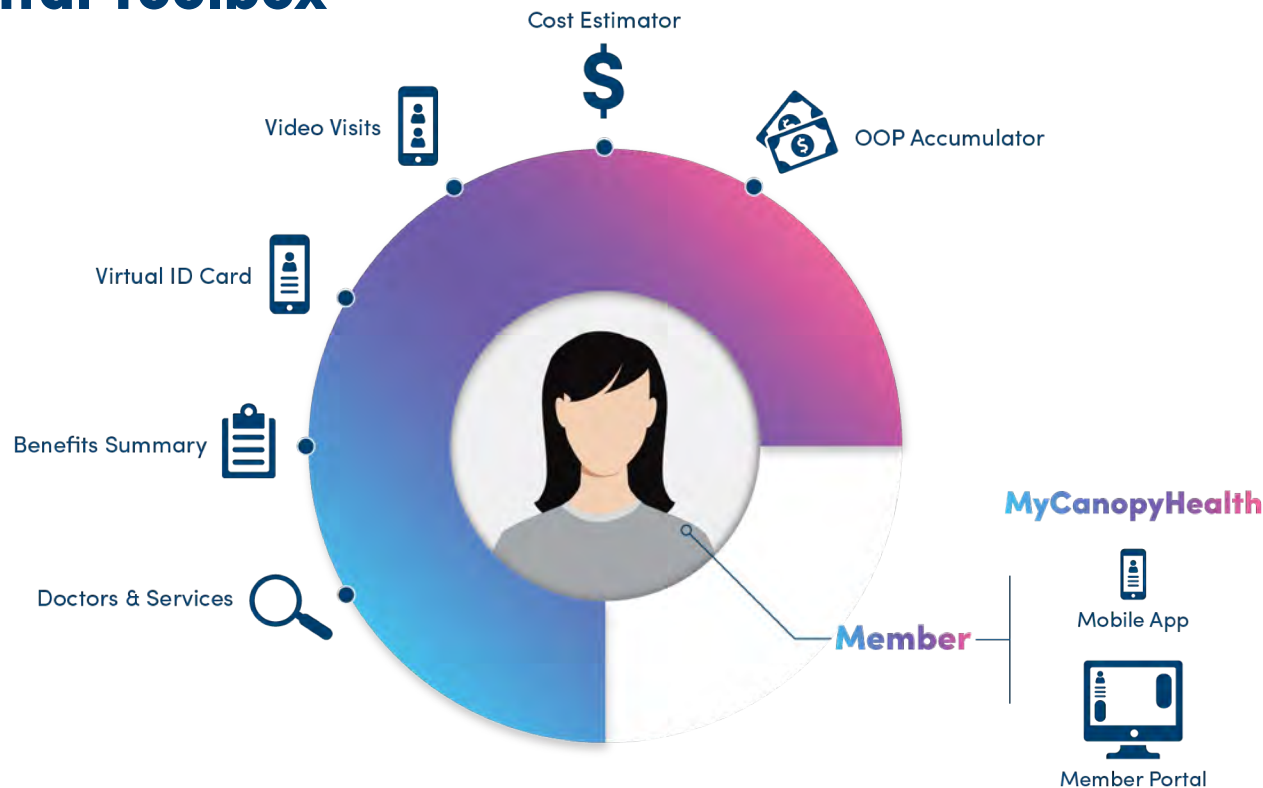 Toolbox
Cost Estimator
Video Visits
OOP Accumulator
Virtual ID Card
Benefits Summary
Doctors & Services
MyCanopyHealth
Mobile App
Member
Member Portal